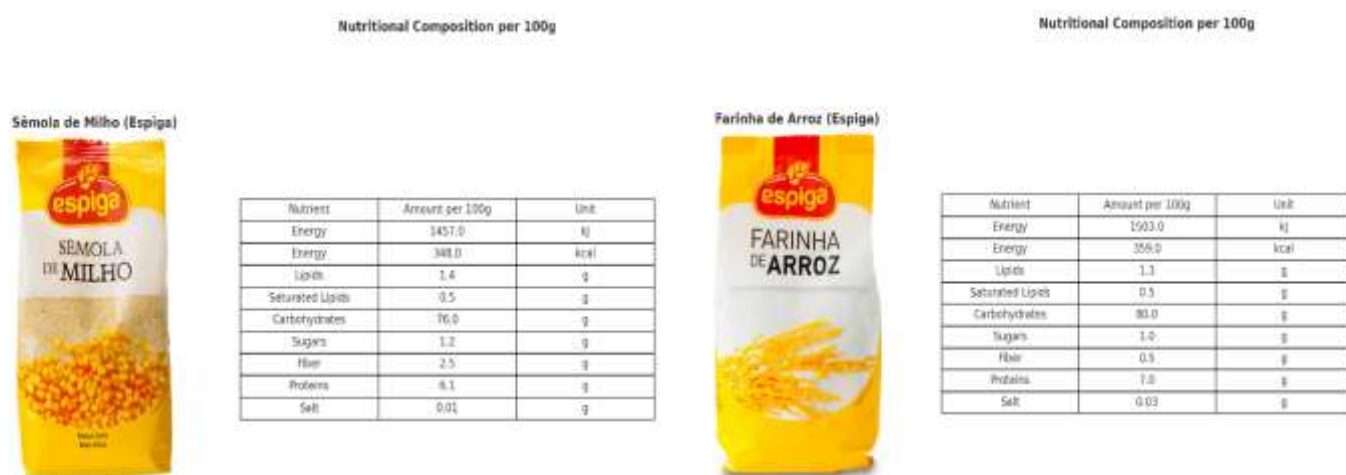 Nutritional Composition per 100g
Sêmola de Milho (Espiga)
espiga
SÊMOLA
DE MILHO
Nutrient Amount per 100g Unit
Energy 1457.0 kJ
Energy 348.0 kcal
Lipids 1.4 g
Saturated Lipids 0.5 g
Carbohydrates 76.0 g
Sugars 1.2 g
Fiber 2.5 g
Proteins 6.1 g
Salt 0.01 g
Nutritional Composition per 100g
Farinha de Arroz (Espiga)
espiga
FARINHA
DE ARROZ
Nutrient Amount per 100g Unit
Energy 1503.0 kJ
Energy 359.0 kcal
Lipids 1.3 g
Saturated Lipids 0.5 g
Carbohydrates 80.0 g
Sugars 1.0 g
Fiber 0.5 g
Proteins 7.0 g
Salt 0.03 g